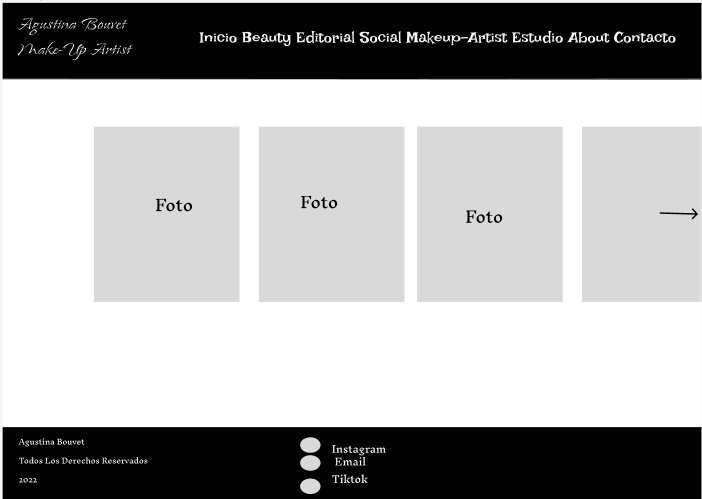 Agustina Bouvet
Make-Up Artist
Inicio Beauty Editorial Social Makeup-Artist Estudio About Contacto
Foto
Foto
Foto
Agustina Bouvet
Todos Los Derechos Reservados
2022
Instagram
Email
Tiktok